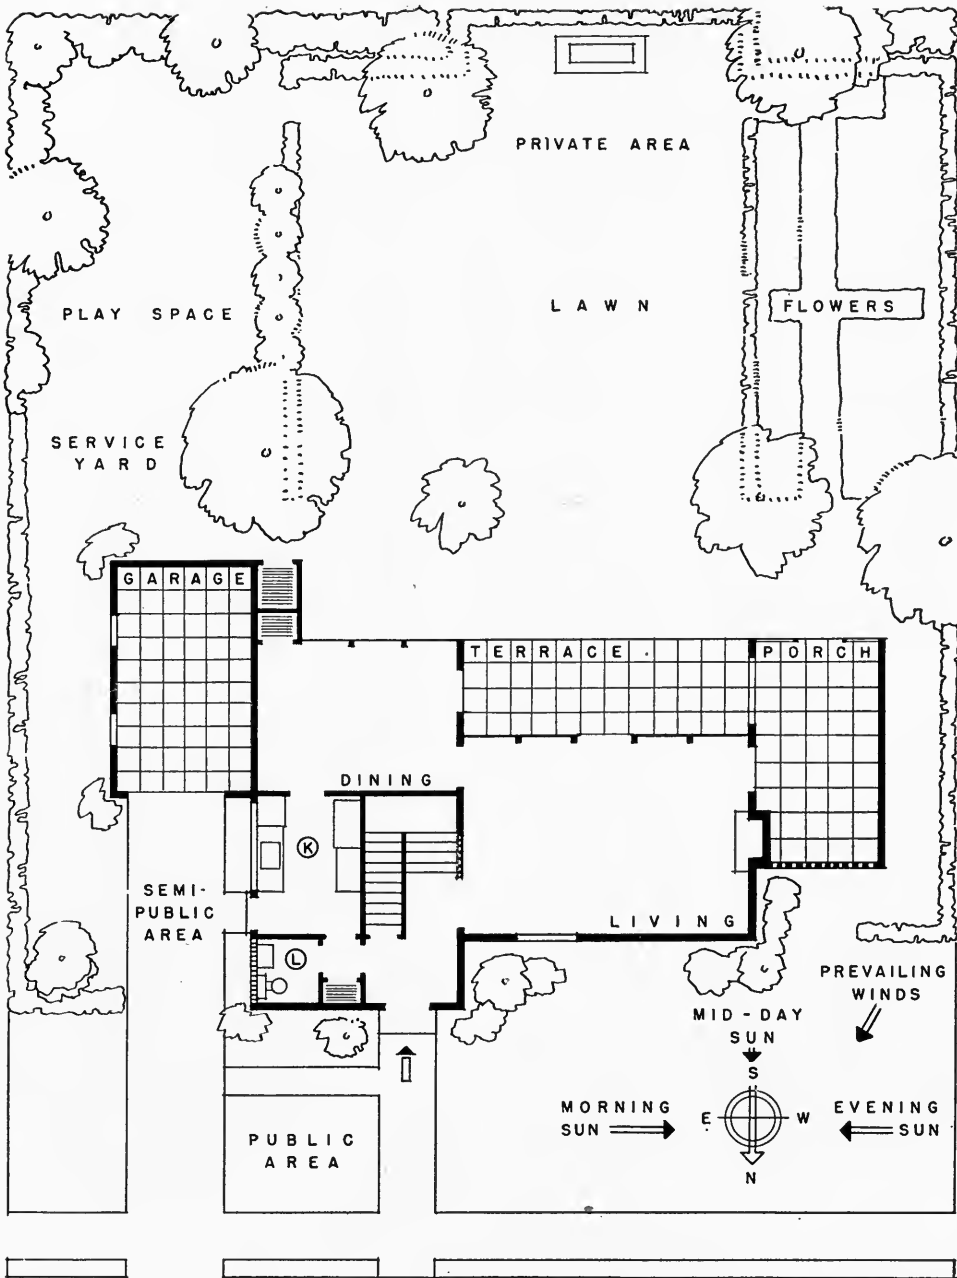 PRIVATE AREA
PLAY SPACE
LAWN
FLOWERS
SERVICE
YARD
GARAGE
TERRACE
PORCH
DINING
K
SEMI-
PUBLIC
AREA
LIVING
L
PREVAILING
WINDS
MID-DAY
SUN
S
MORNING
SUN
E
W
EVENING
SUN
N
PUBLIC
AREA